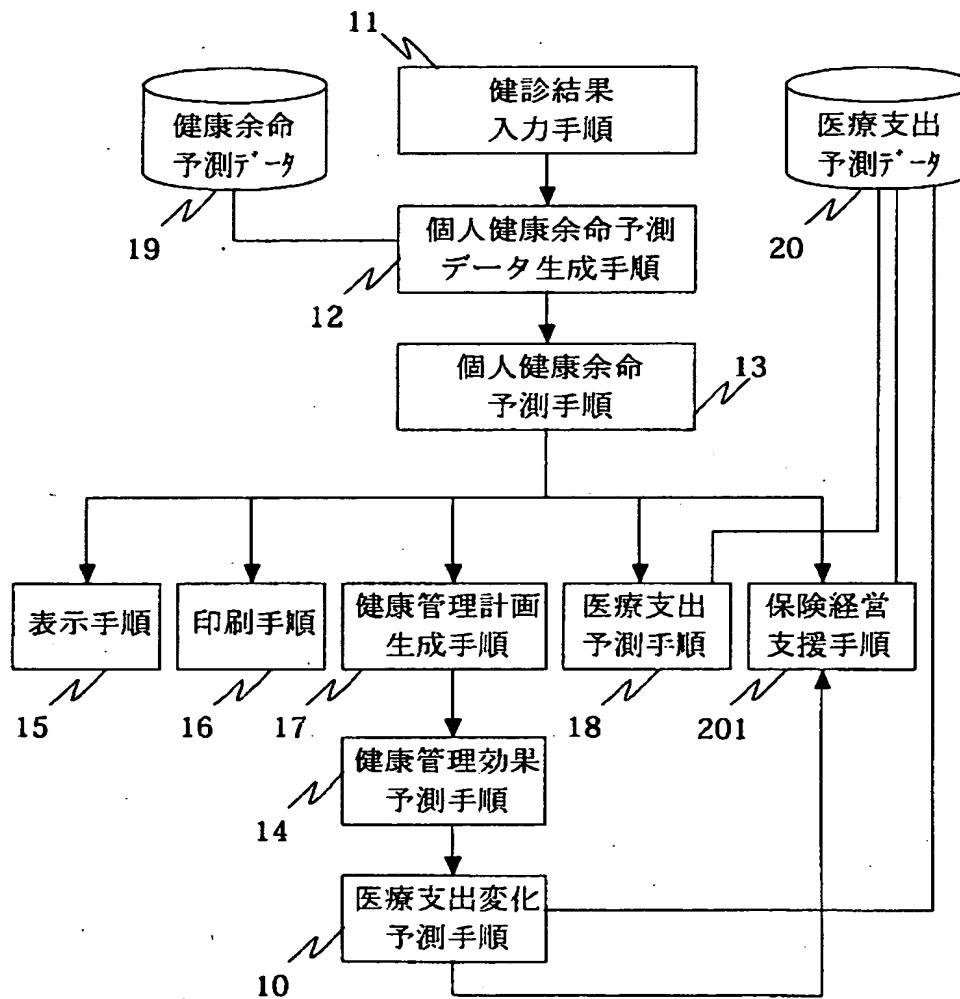 11
健診結果
入力手順
健康余命
予測データ
19
医療支出
予測データ
20
個人健康余命予測
データ生成手順
12
個人健康余命
予測手順
13
表示手順
15
印刷手順
16
健康管理計画
生成手順
17
医療支出
予測手順
18
保険経営
支援手順
201
健康管理効果
予測手順
14
医療支出変化
予測手順
10